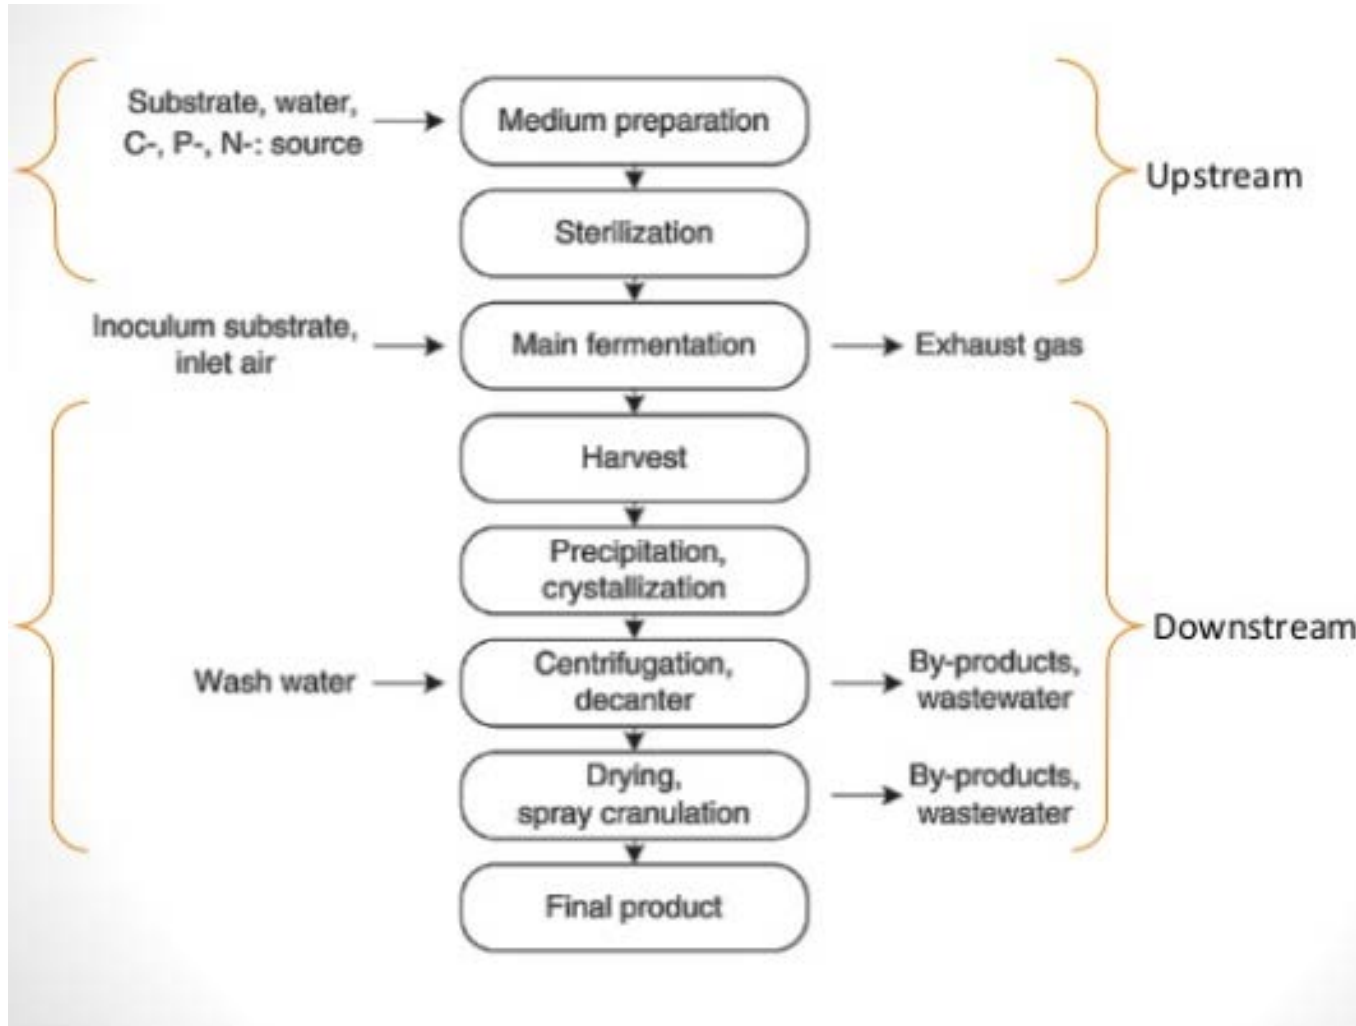 Substrate, water,
C-, P-, N-: source
Medium preparation
Upstream
Sterilization
Inoculum substrate,
inlet air
Main fermentation
Exhaust gas
Harvest
Precipitation,
crystallization
Downstream
Wash water
Centrifugation,
decanter
By-products,
wastewater
Drying,
spray cranulation
By-products,
wastewater
Final product